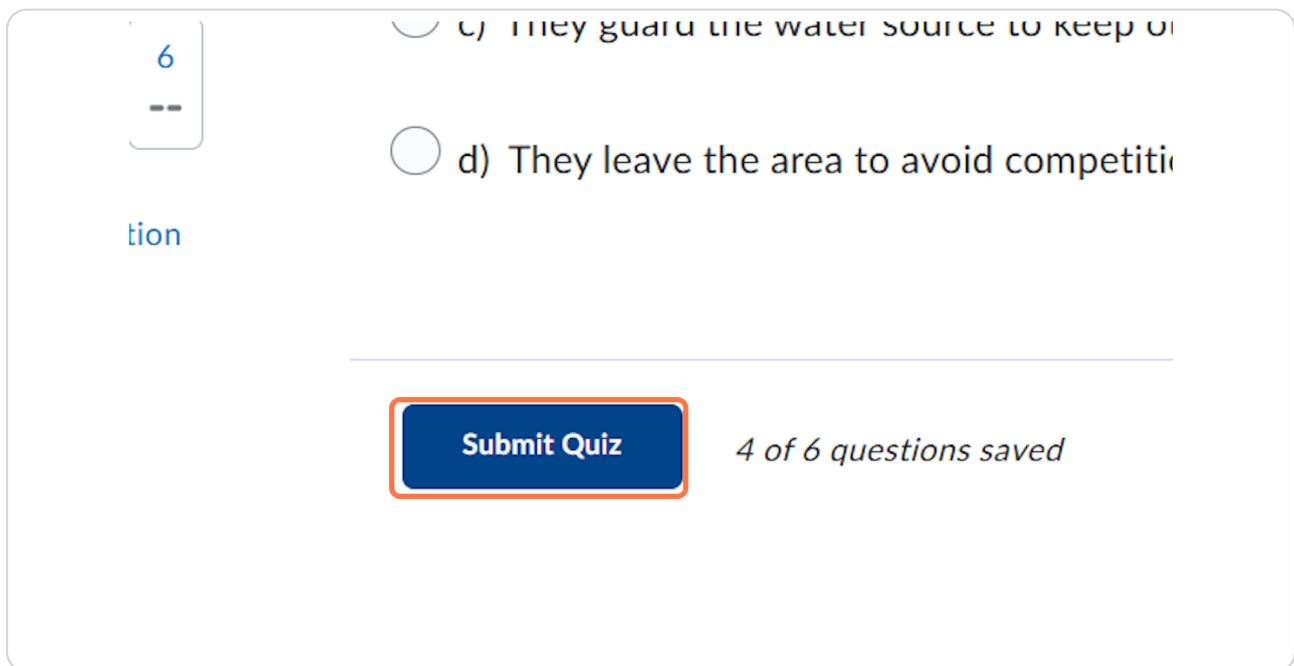 6
--
c) They guard the water source to keep
d) They leave the area to avoid
tion
Submit Quiz
4 of 6 questions saved